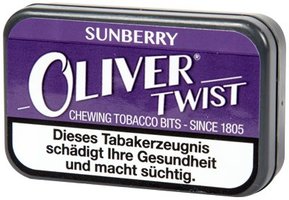 SUNBERRY
OLIVER®
TWIST
CHEWING TOBACCO BITS - SINCE 1805
Dieses Tabakerzeugnis
schädigt Ihre Gesundheit
und macht süchtig.